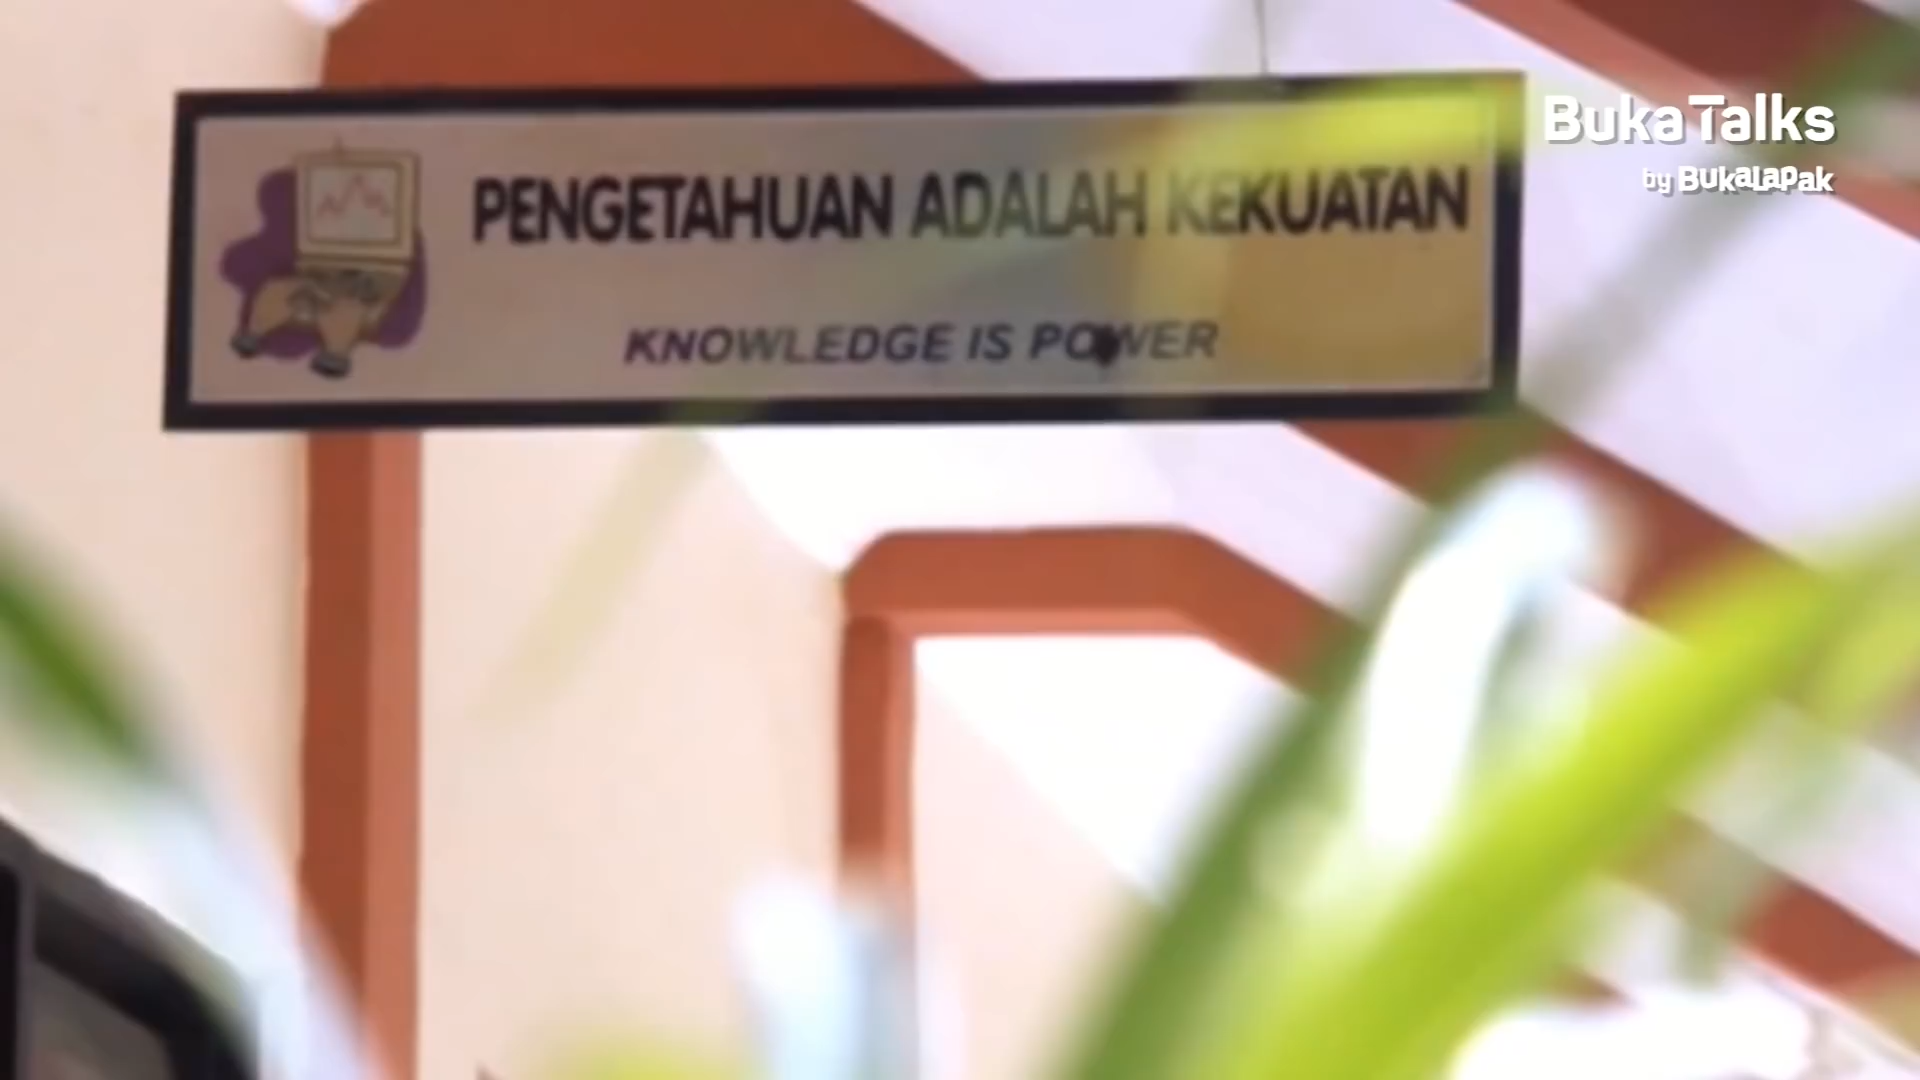 BukaTalks
by BukaLapak
PENGETAHUAN ADALAH KEKUATAN
KNOWLEDGE IS POWER